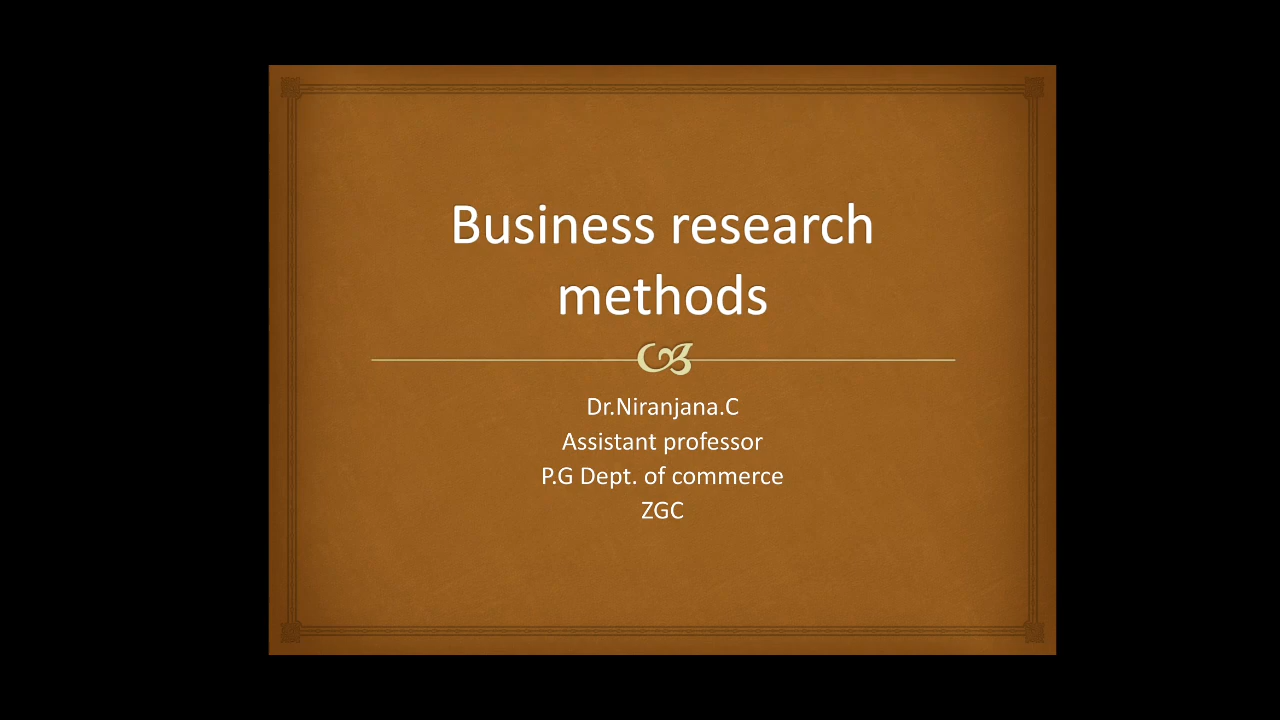 Business research
methods
Dr.Niranjana.C
Assistant professor
P.G Dept. of commerce
ZGC